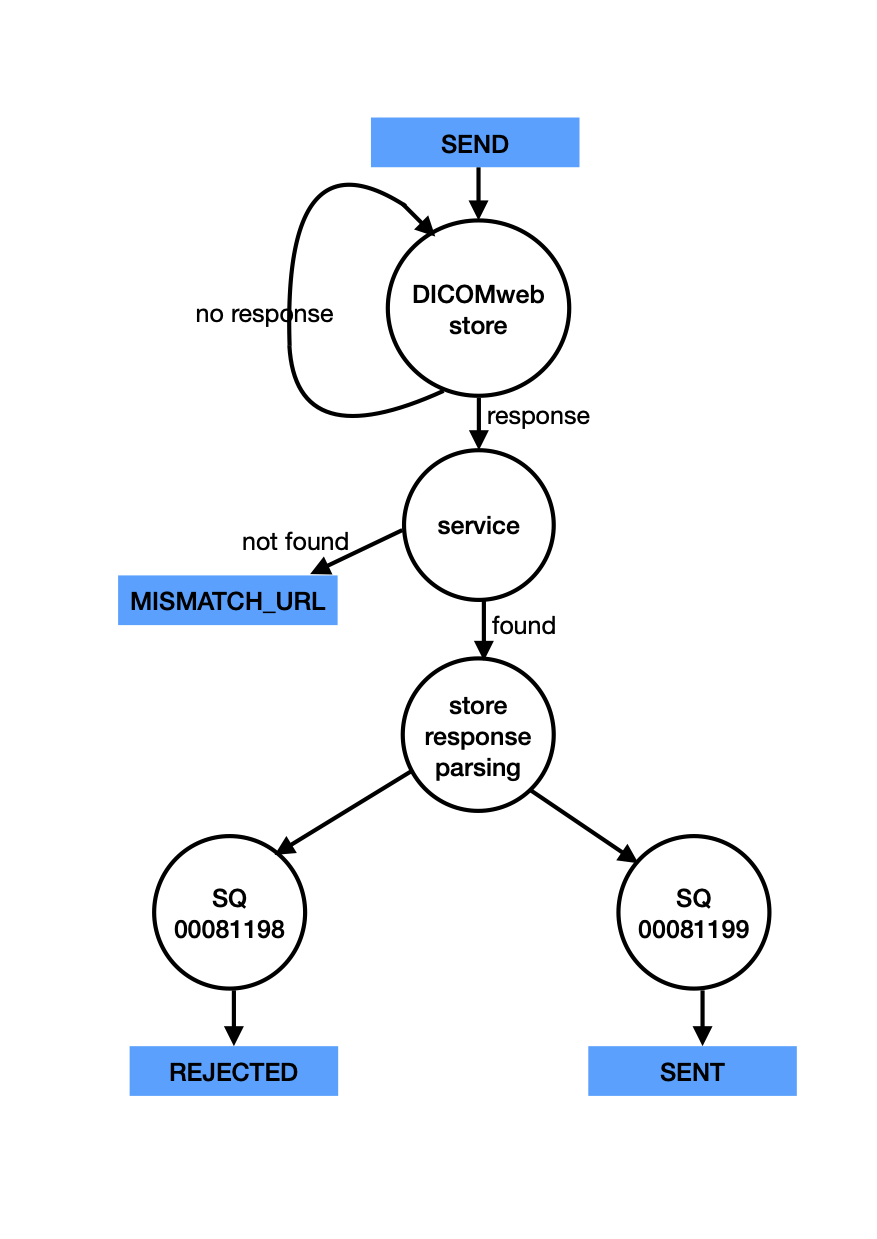 SEND
DICOMweb
store
no response
response
service
not found
MISMATCH_URL
found
store
response
parsing
SQ
00081198
SQ
00081199
REJECTED
SENT